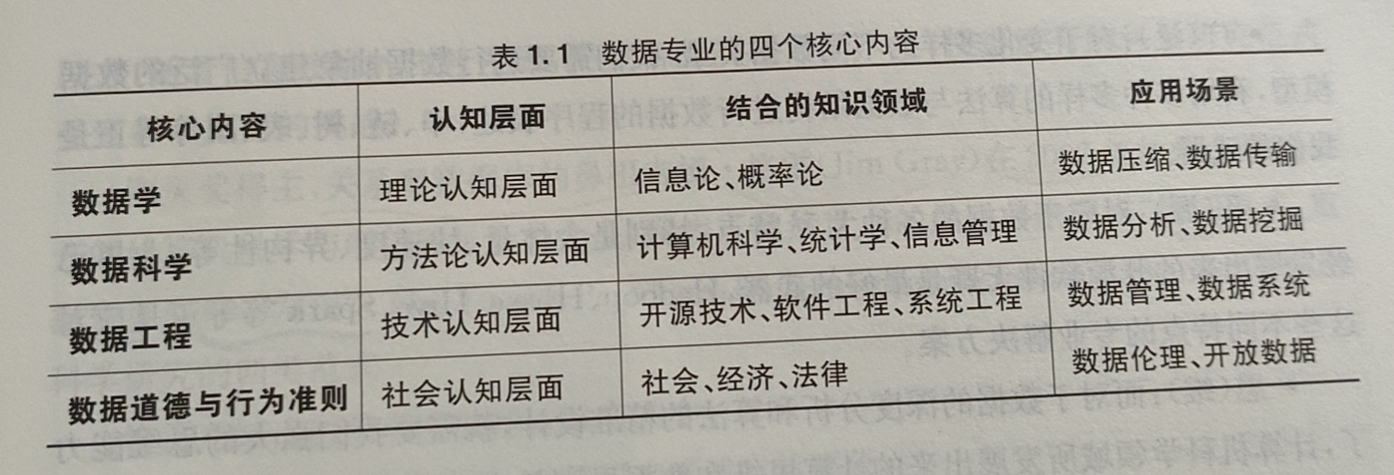 表 1.1 数据专业的四个核心内容
核心内容 认知层面 结合的知识领域 应用场景
数据学 理论认知层面 信息论、概率论 数据压缩、数据传输
数据科学 方法论认知层面 计算机科学、统计学、信息管理 数据分析、数据挖掘
数据工程 技术认知层面 开源技术、软件工程、系统工程 数据管理、数据系统
数据道德与行为准则 社会认知层面 社会、经济、法律 数据伦理、开放数据